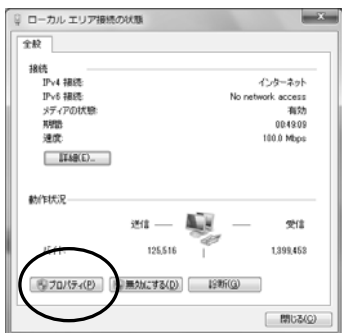 ローカル エリア接続の状態
全般
接続
IPv4 接続: インターネット
IPv6 接続: No network access
メディアの状態: 有効
期間: 00:49:09
速度: 100.0 Mbps
詳細(E)...
動作状況
送信 — — 受信
125,516 1,399,453
プロパティ(P) 無効にする(D) 診断(G)
閉じる(C)